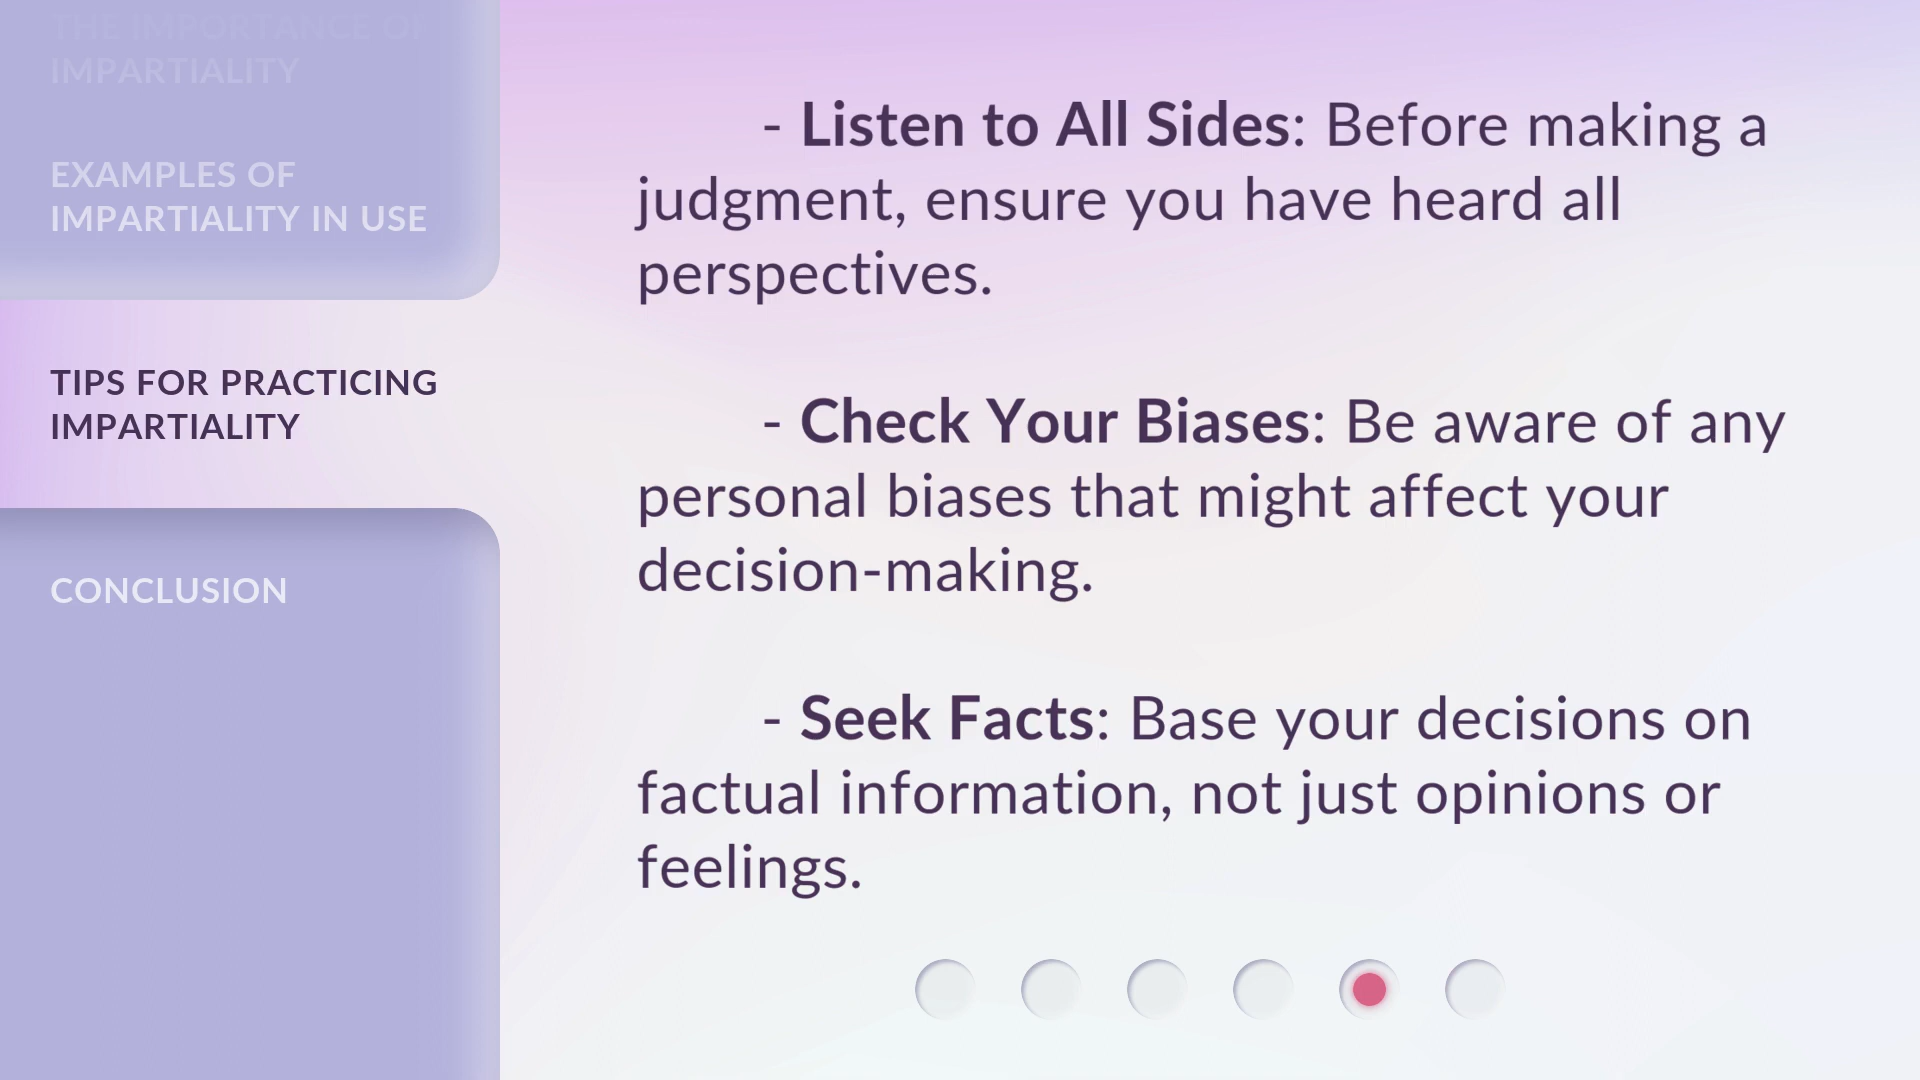 THE IMPORTANCE OF
IMPARTIALITY
EXAMPLES OF
IMPARTIALITY IN USE
TIPS FOR PRACTICING
IMPARTIALITY
CONCLUSION
- Listen to All Sides: Before making a
judgment, ensure you have heard all
perspectives.
- Check Your Biases: Be aware of any
personal biases that might affect your
decision-making.
- Seek Facts: Base your decisions on
factual information, not just opinions or
feelings.